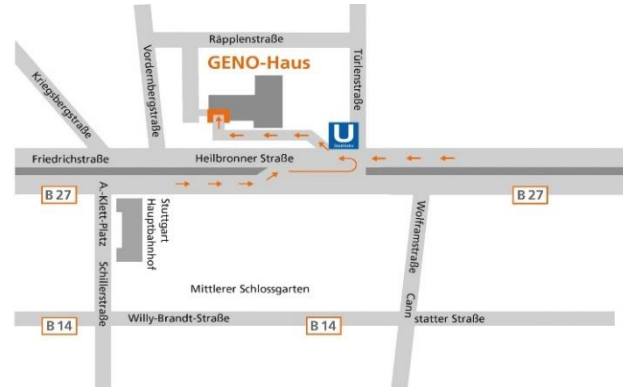 Räpplenstraße
GENO-Haus
Kriegsbergstraße
Vordernbergstraße
Türlenstraße
U
Friedrichstraße
Heilbronner Straße
B 27
B 27
A.-Klett-Platz
Stuttgart
Hauptbahnhof
Wolframstraße
Schillerstraße
Mittlerer Schlossgarten
B 14
Willy-Brandt-Straße
B 14
Cann
statter Straße